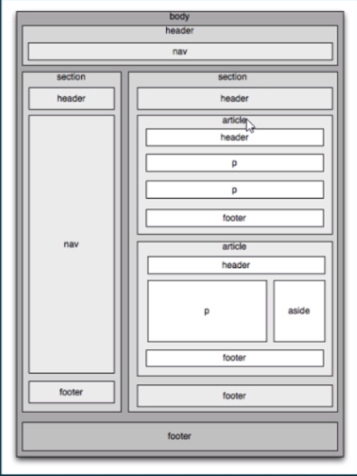 body
header
nav
section
header
nav
footer
section
header
article
header
p
p
footer
article
header
p
aside
footer
footer
footer